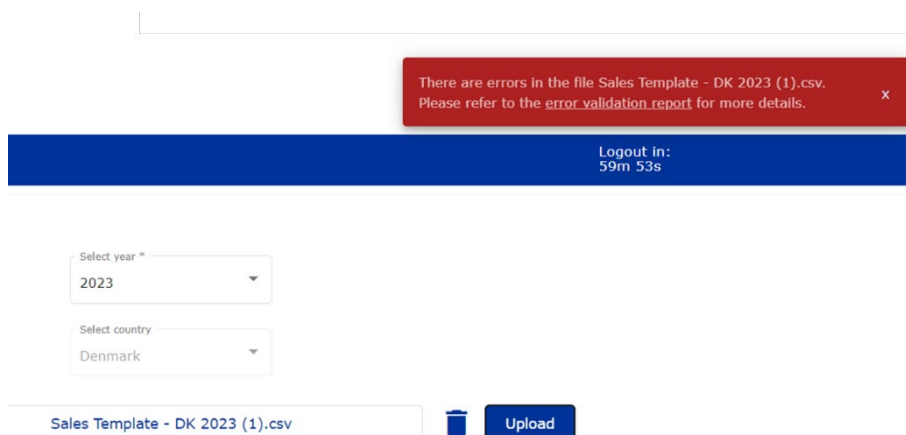 There are errors in the file Sales Template - DK 2023 (1).csv.
Please refer to the error validation report for more details.
x
Logout in:
59m 53s
Select year *
2023
Select country
Denmark
Sales Template - DK 2023 (1).csv
Upload